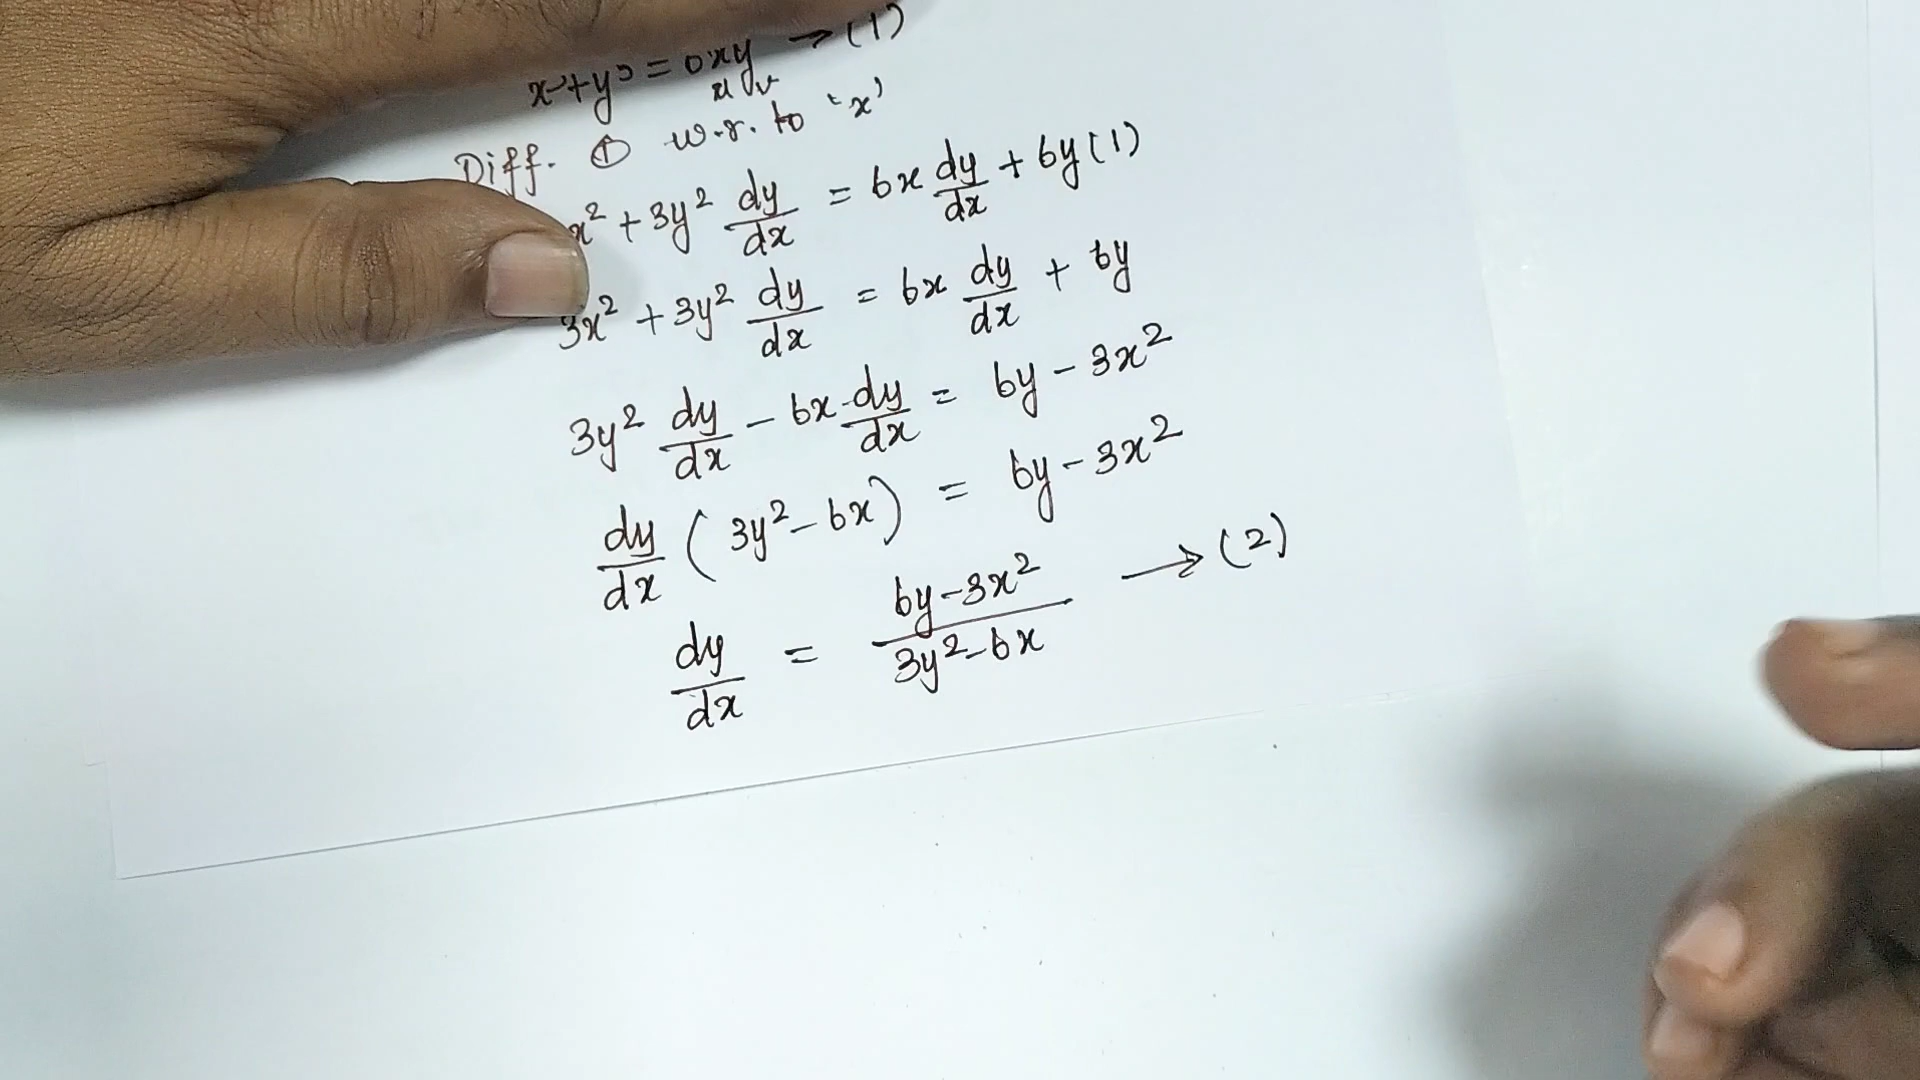 x³+y³ = 6xy → (1)
u v
Diff. ① w.r. to 'x'
x² + 3y² dy/dx = 6x dy/dx + 6y(1)
3x² + 3y² dy/dx = 6x dy/dx + 6y
3y² dy/dx - 6x dy/dx = 6y - 3x²
dy/dx (3y² - 6x) = 6y - 3x²
dy/dx = 6y-3x²/3y²-6x → (2)